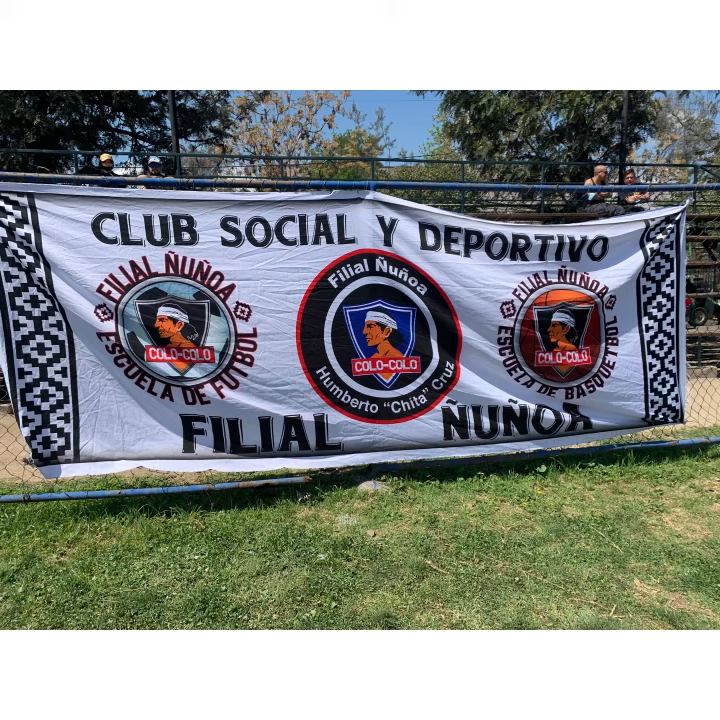 CLUB SOCIAL Y DEPORTIVO
FILIAL ÑUÑOA
COLO-COLO
ESCUELA DE FUTBOL
Filial Ñuñoa
COLO-COLO
Humberto "Chita" Cruz
FILIAL ÑUÑOA
COLO-COLO
ESCUELA DE BASQUETBOL
FILIAL ÑUÑOA